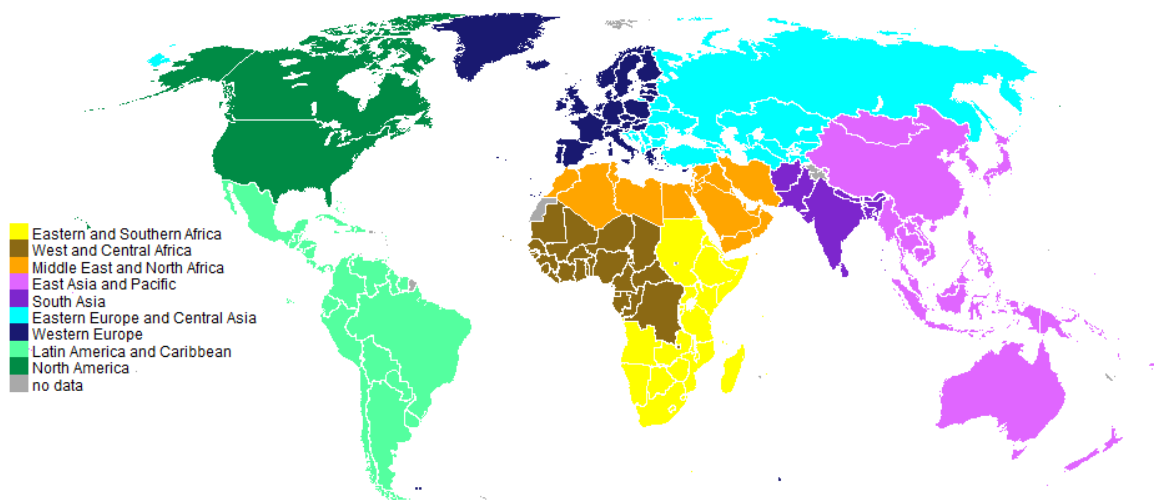 Eastern and Southern Africa
West and Central Africa
Middle East and North Africa
East Asia and Pacific
South Asia
Eastern Europe and Central Asia
Western Europe
Latin America and Caribbean
North America
no data